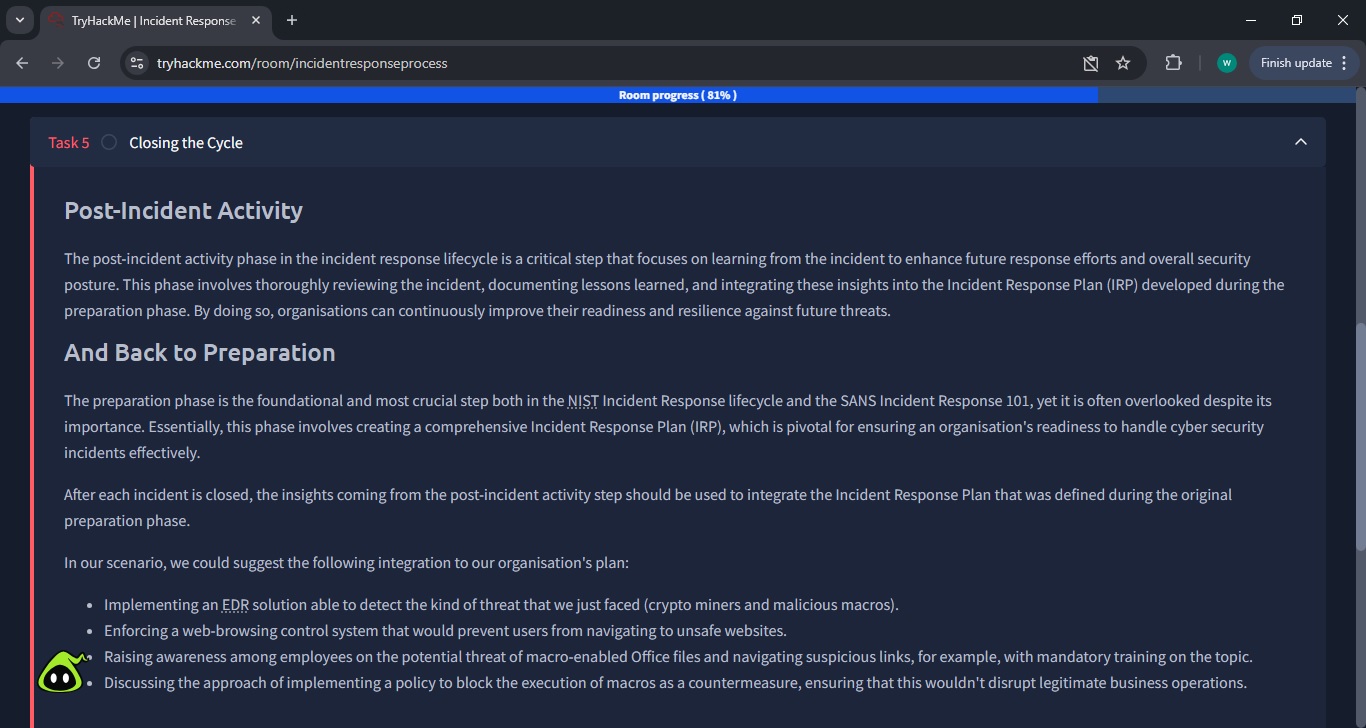 TryHackMe | Incident Response
tryhackme.com/room/incidentresponseprocess
W
Finish update
Room progress ( 81% )
Task 5
Closing the Cycle
Post-Incident Activity
The post-incident activity phase in the incident response lifecycle is a critical step that focuses on learning from the incident to enhance future response efforts and overall security
posture. This phase involves thoroughly reviewing the incident, documenting lessons learned, and integrating these insights into the Incident Response Plan (IRP) developed during the
preparation phase. By doing so, organisations can continuously improve their readiness and resilience against future threats.
And Back to Preparation
The preparation phase is the foundational and most crucial step both in the NIST Incident Response lifecycle and the SANS Incident Response 101, yet it is often overlooked despite its
importance. Essentially, this phase involves creating a comprehensive Incident Response Plan (IRP), which is pivotal for ensuring an organisation's readiness to handle cyber security
incidents effectively.
After each incident is closed, the insights coming from the post-incident activity step should be used to integrate the Incident Response Plan that was defined during the original
preparation phase.
In our scenario, we could suggest the following integration to our organisation's plan:
• Implementing an EDR solution able to detect the kind of threat that we just faced (crypto miners and malicious macros).
• Enforcing a web-browsing control system that would prevent users from navigating to unsafe websites.
• Raising awareness among employees on the potential threat of macro-enabled Office files and navigating suspicious links, for example, with mandatory training on the topic.
• Discussing the approach of implementing a policy to block the execution of macros as a countermeasure, ensuring that this wouldn't disrupt legitimate business operations.